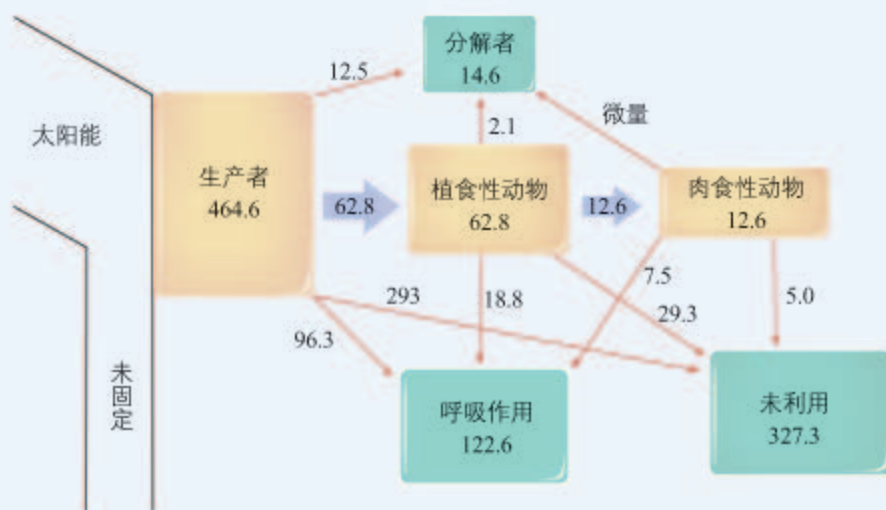 分解者
14.6
12.5
微量
太阳能
2.1
生产者
464.6
62.8
植食性动物
62.8
12.6
肉食性动物
12.6
293
18.8
7.5
29.3
5.0
96.3
未固定
呼吸作用
122.6
未利用
327.3